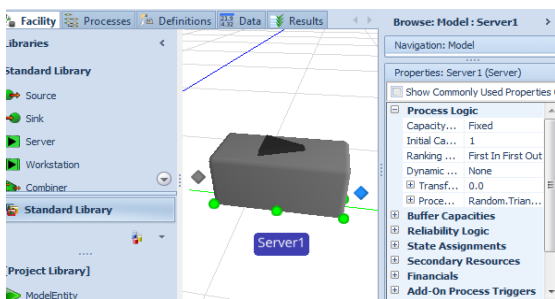 Facility Processes Definitions Data Results
Browse: Model : Server1
Libraries
Standard Library
Source
Sink
Server
Workstation
Combiner
Standard Library
[Project Library]
ModelEntity
Server1
Navigation: Model
Properties: Server1 (Server)
Show Commonly Used Properties
Process Logic
Capacity... Fixed
Initial Ca... 1
Ranking ... First In First Out
Dynamic ... None
Transf... 0.0
Proce... Random.Trian...
Buffer Capacities
Reliability Logic
State Assignments
Secondary Resources
Financials
Add-On Process Triggers